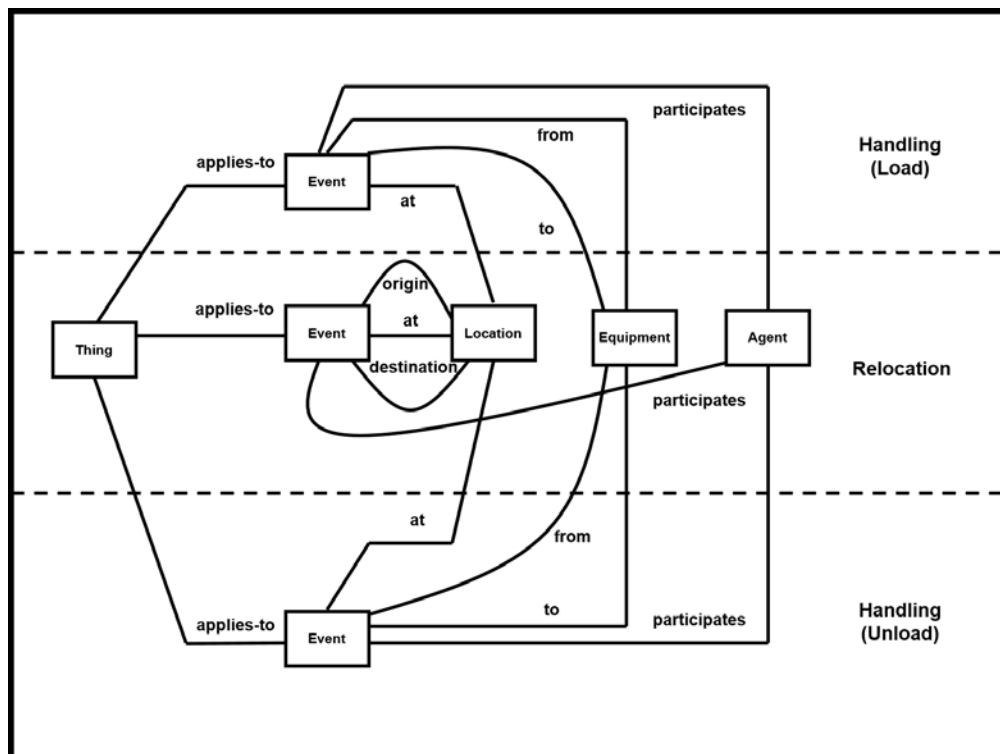 participates
from
Handling
(Load)
applies-to
Event
at
to
origin
applies-to
at
Event
Location
Equipment
Agent
Thing
destination
Relocation
participates
at
from
to
participates
Handling
(Unload)
applies-to
Event